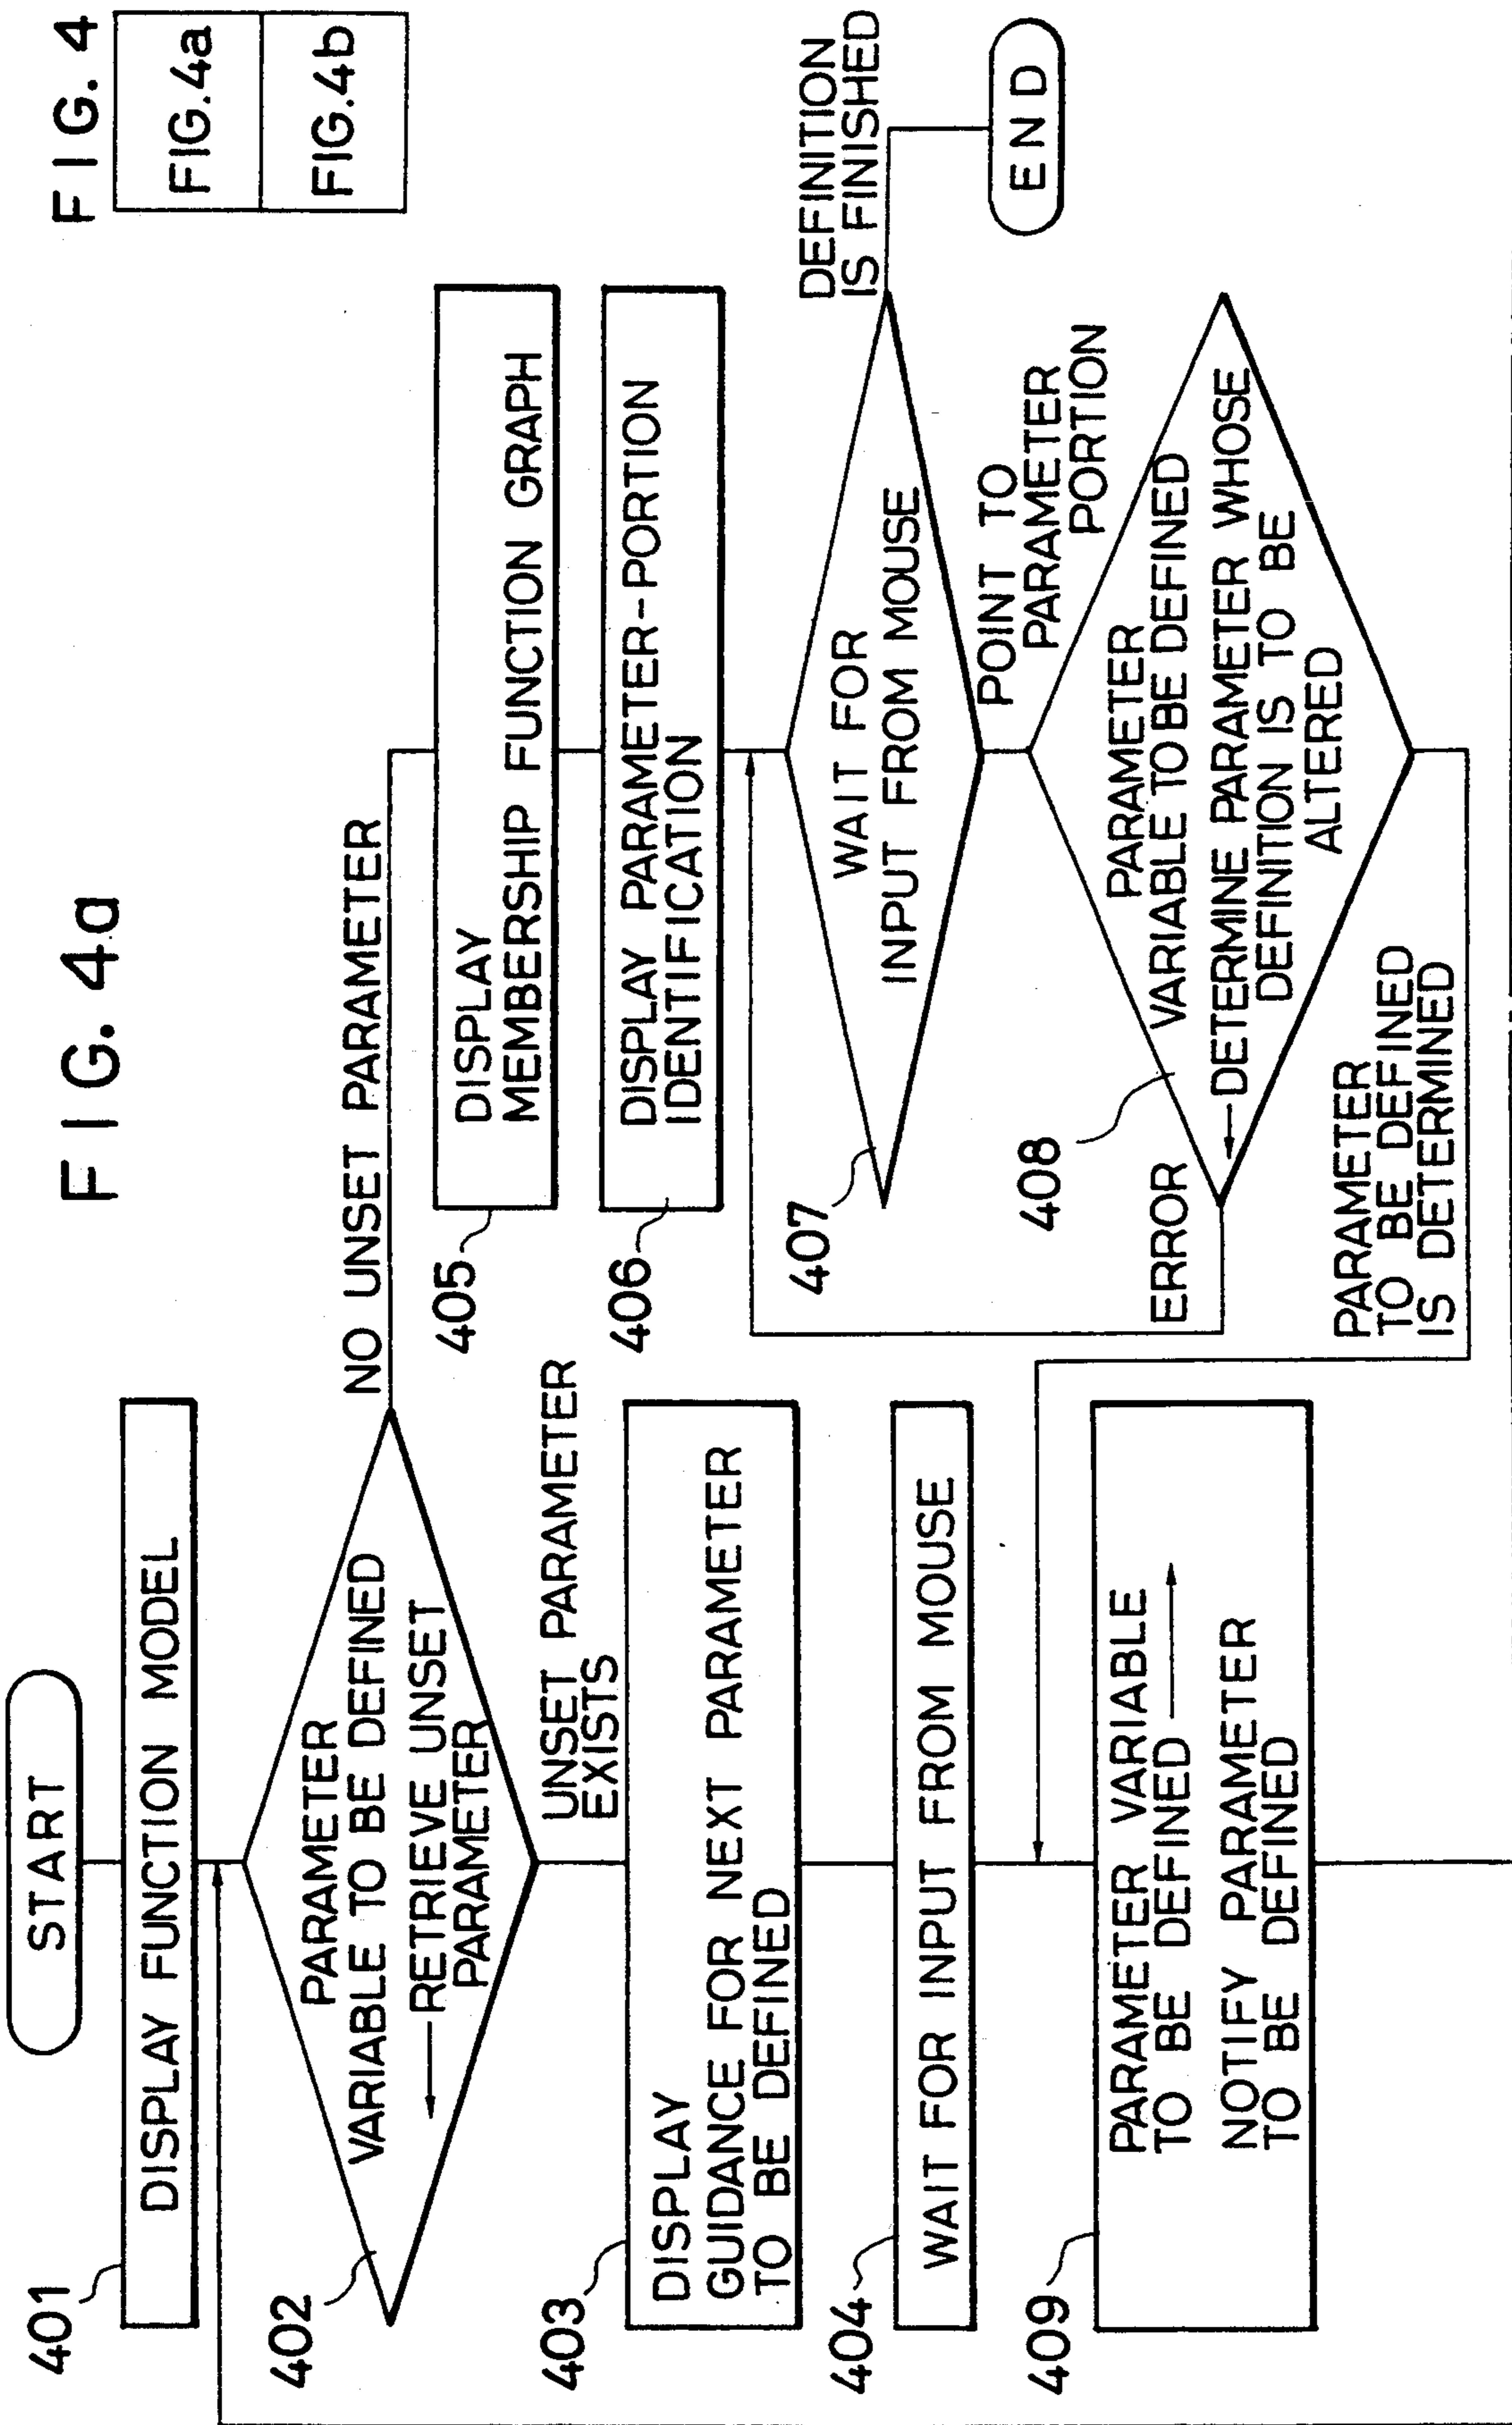 FIG. 4a
FIG. 4
FIG.4a
FIG.4b
START
401
DISPLAY FUNCTION MODEL
402
PARAMETER
VARIABLE TO BE DEFINED
← RETRIEVE UNSET
PARAMETER
NO UNSET PARAMETER
UNSET PARAMETER
EXISTS
403
DISPLAY
GUIDANCE FOR NEXT PARAMETER
TO BE DEFINED
404
WAIT FOR INPUT FROM MOUSE
409
PARAMETER VARIABLE
TO BE DEFINED →
NOTIFY PARAMETER
TO BE DEFINED
405
DISPLAY
MEMBERSHIP FUNCTION GRAPH
406
DISPLAY PARAMETER-PORTION
IDENTIFICATION
407
WAIT FOR
INPUT FROM MOUSE
DEFINITION
IS FINISHED
END
POINT TO
PARAMETER
PORTION
408
PARAMETER
VARIABLE TO BE DEFINED
← DETERMINE PARAMETER WHOSE
DEFINITION IS TO BE
ALTERED
ERROR
PARAMETER
TO BE DEFINED
IS DETERMINED